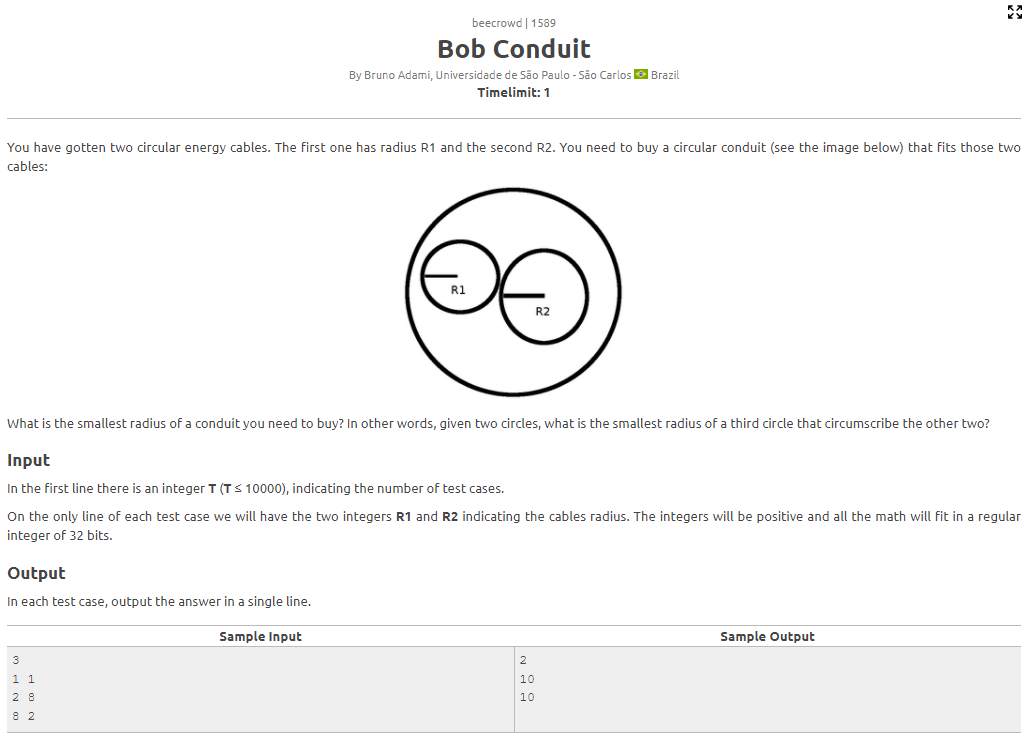 beecrowd | 1589
Bob Conduit
By Bruno Adami, Universidade de São Paulo - São Carlos Brazil
Timelimit: 1
You have gotten two circular energy cables. The first one has radius R1 and the second R2. You need to buy a circular conduit (see the image below) that fits those two
cables:
R1
R2
What is the smallest radius of a conduit you need to buy? In other words, given two circles, what is the smallest radius of a third circle that circumscribe the other two?
Input
In the first line there is an integer T (T ≤ 10000), indicating the number of test cases.
On the only line of each test case we will have the two integers R1 and R2 indicating the cables radius. The integers will be positive and all the math will fit in a regular
integer of 32 bits.
Output
In each test case, output the answer in a single line.
Sample Input Sample Output
3 2
1 1 10
2 8 10
8 2